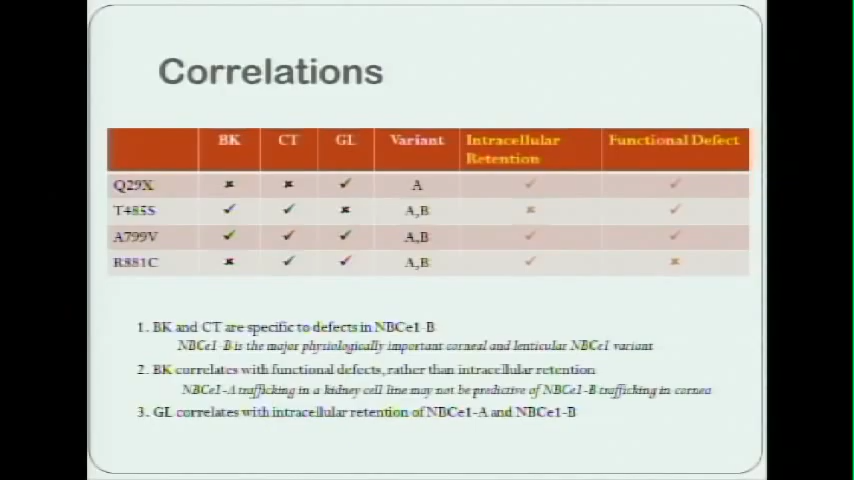 Correlations
BK CT GL Variant Intracellular Retention Functional Defect
Q29X ✖ ✖ ✔ A ✔ ✔
T485S ✔ ✔ ✖ A,B ✖ ✔
A799V ✔ ✔ ✔ A,B ✔ ✔
R881C ✖ ✔ ✔ A,B ✔ ✖
1. BK and CT are specific to defects in NBCe1-B
NBCe1-B is the major physiologically important corneal and lenticular NBCe1 variant
2. BK correlates with functional defects, rather than intracellular retention
NBCe1-A trafficking in a kidney cell line may not be predictive of NBCe1-B trafficking in cornea
3. GL correlates with intracellular retention of NBCe1-A and NBCe1-B